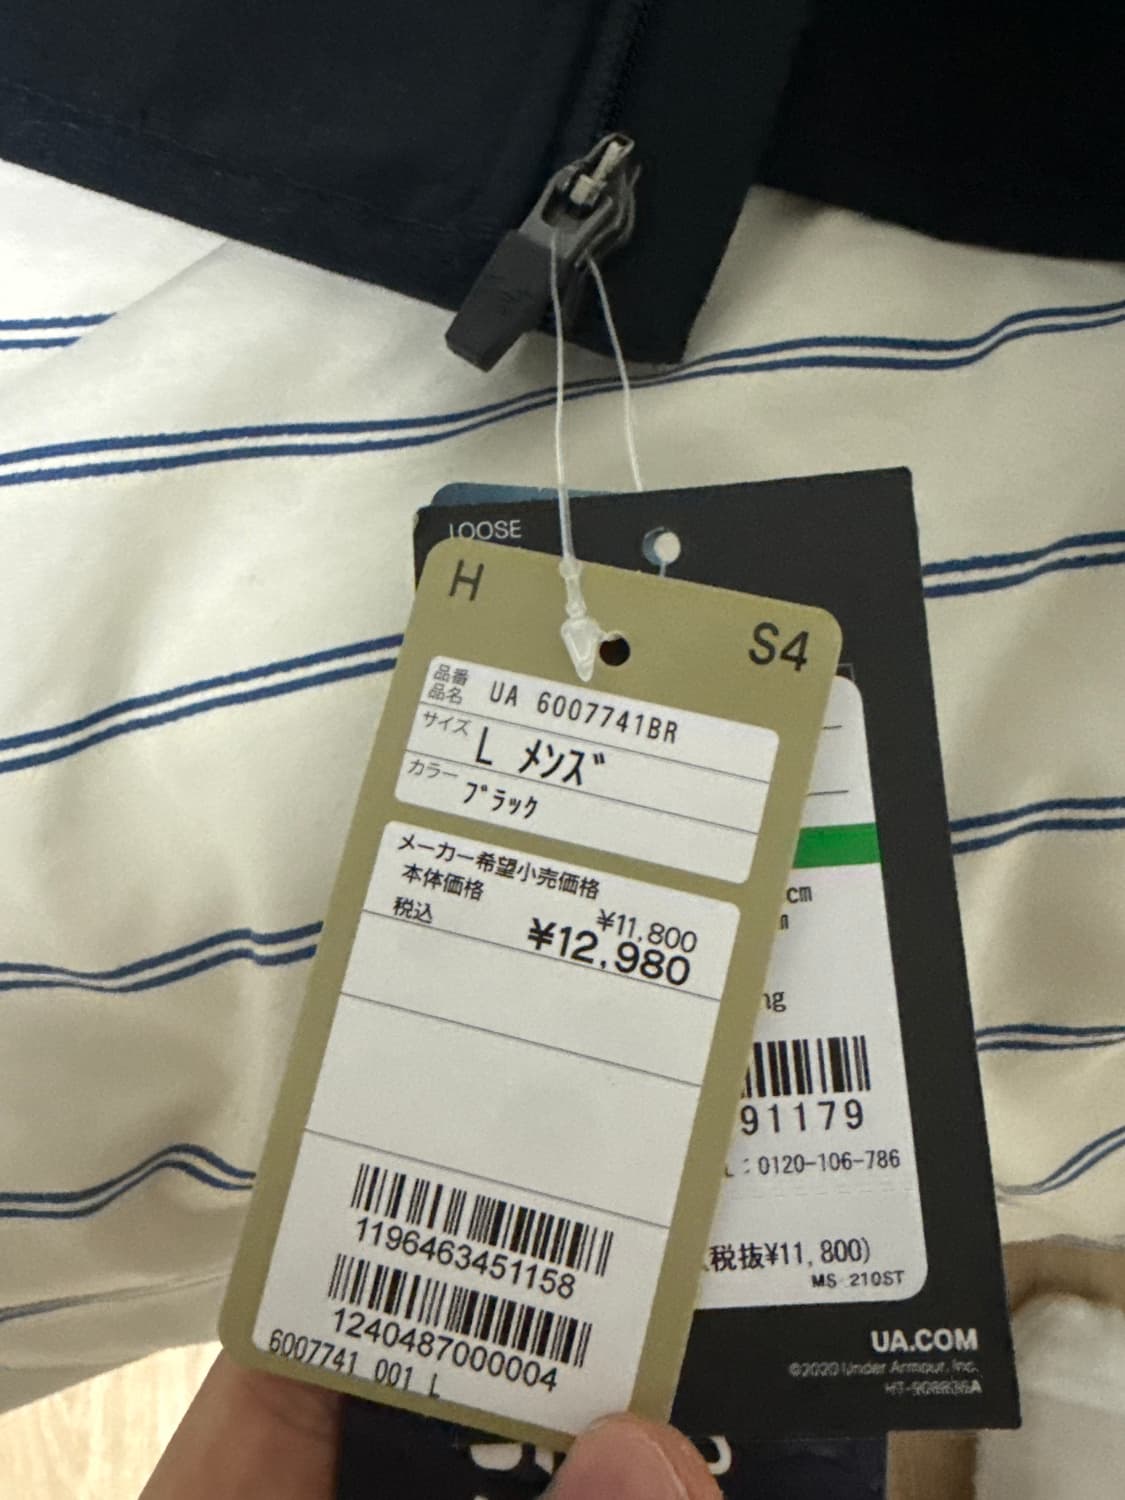 LOOSE
H
S4
品番
品名
UA 6007741BR
サイズ
L メンズ
カラー
ブラック
メーカー希望小売価格
本体価格
¥11,800
税込
¥12,980
1196463451158
1240487000004
6007741 001 L
cm
ng
91179
: 0120-106-786
(税抜¥11,800)
MS 210ST
UA.COM
©2020 Under Armour, Inc.